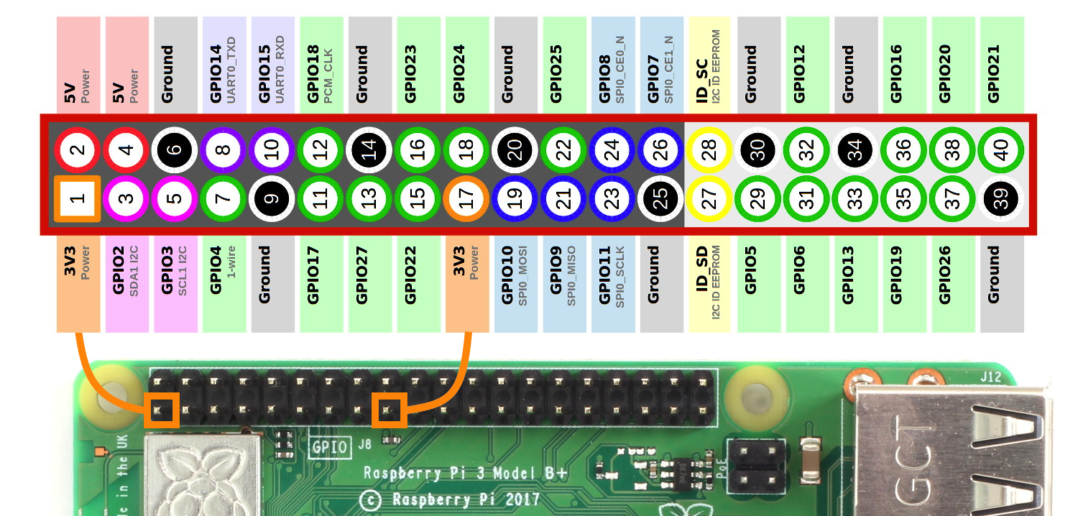 5V Power
5V Power
Ground
GPIO14 UART0_TXD
GPIO15 UART0_RXD
GPIO18 PCM_CLK
Ground
GPIO23
GPIO24
Ground
GPIO25
GPIO8 SPI0_CE0_N
GPIO7 SPI0_CE1_N
ID_SC I2C ID EEPROM
Ground
GPIO12
Ground
GPIO16
GPIO20
GPIO21
2 4 6 8 10 12 14 16 18 20 22 24 26 28 30 32 34 36 38 40
1 3 5 7 9 11 13 15 17 19 21 23 25 27 29 31 33 35 37 39
3V3 Power
GPIO2 SDA1 I2C
GPIO3 SCL1 I2C
GPIO4 1-wire
Ground
GPIO17
GPIO27
GPIO22
3V3 Power
GPIO10 SPI0_MOSI
GPIO9 SPI0_MISO
GPIO11 SPI0_SCLK
Ground
ID_SD I2C ID EEPROM
GPIO5
GPIO6
GPIO13
GPIO19
GPIO26
Ground
J12
in the UK
GPIO J8
PoE
GCT
Raspberry Pi 3 Model B+
© Raspberry Pi 2017